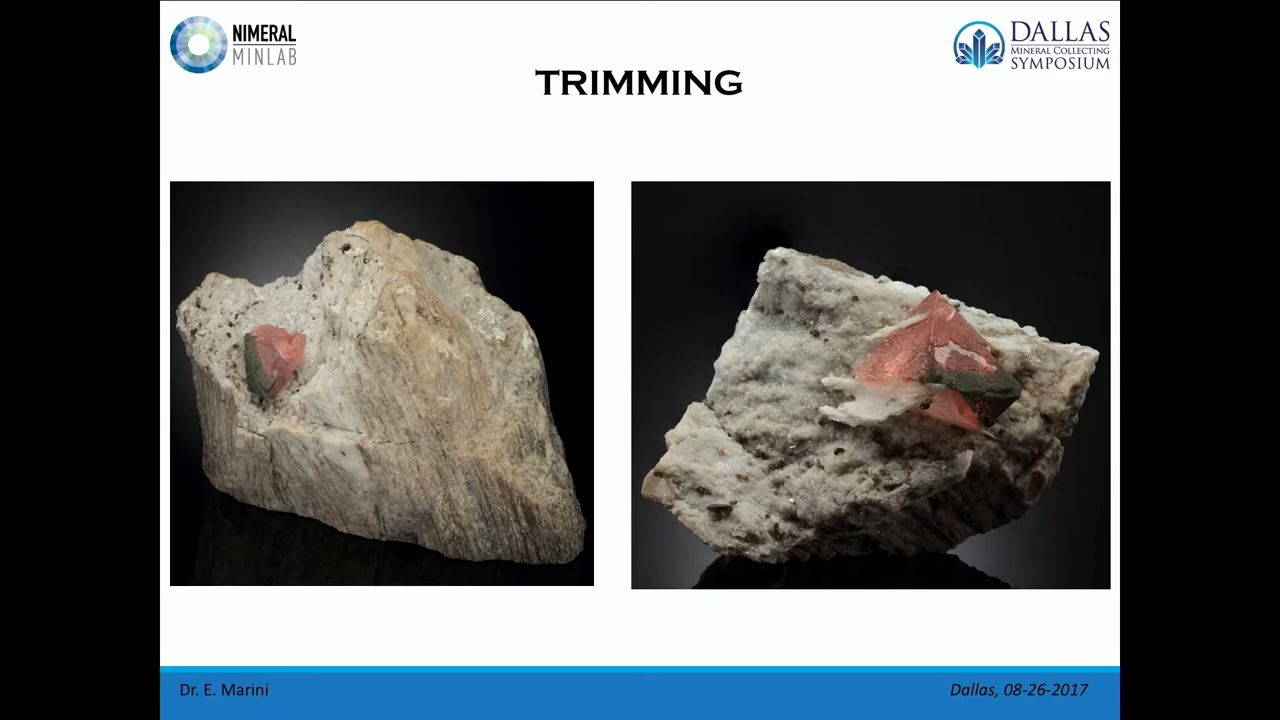 NIMERAL
MINLAB
DALLAS
MINERAL COLLECTING
SYMPOSIUM
TRIMMING
Dr. E. Marini
Dallas, 08-26-2017